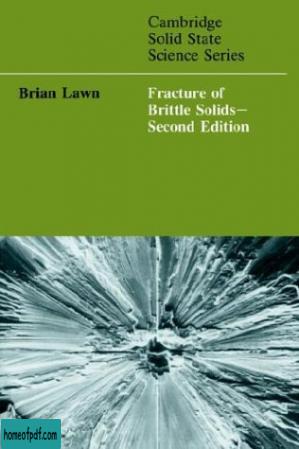 Cambridge
Solid State
Science Series
Brian Lawn
Fracture of
Brittle Solids—
Second Edition
homeofpdf.com